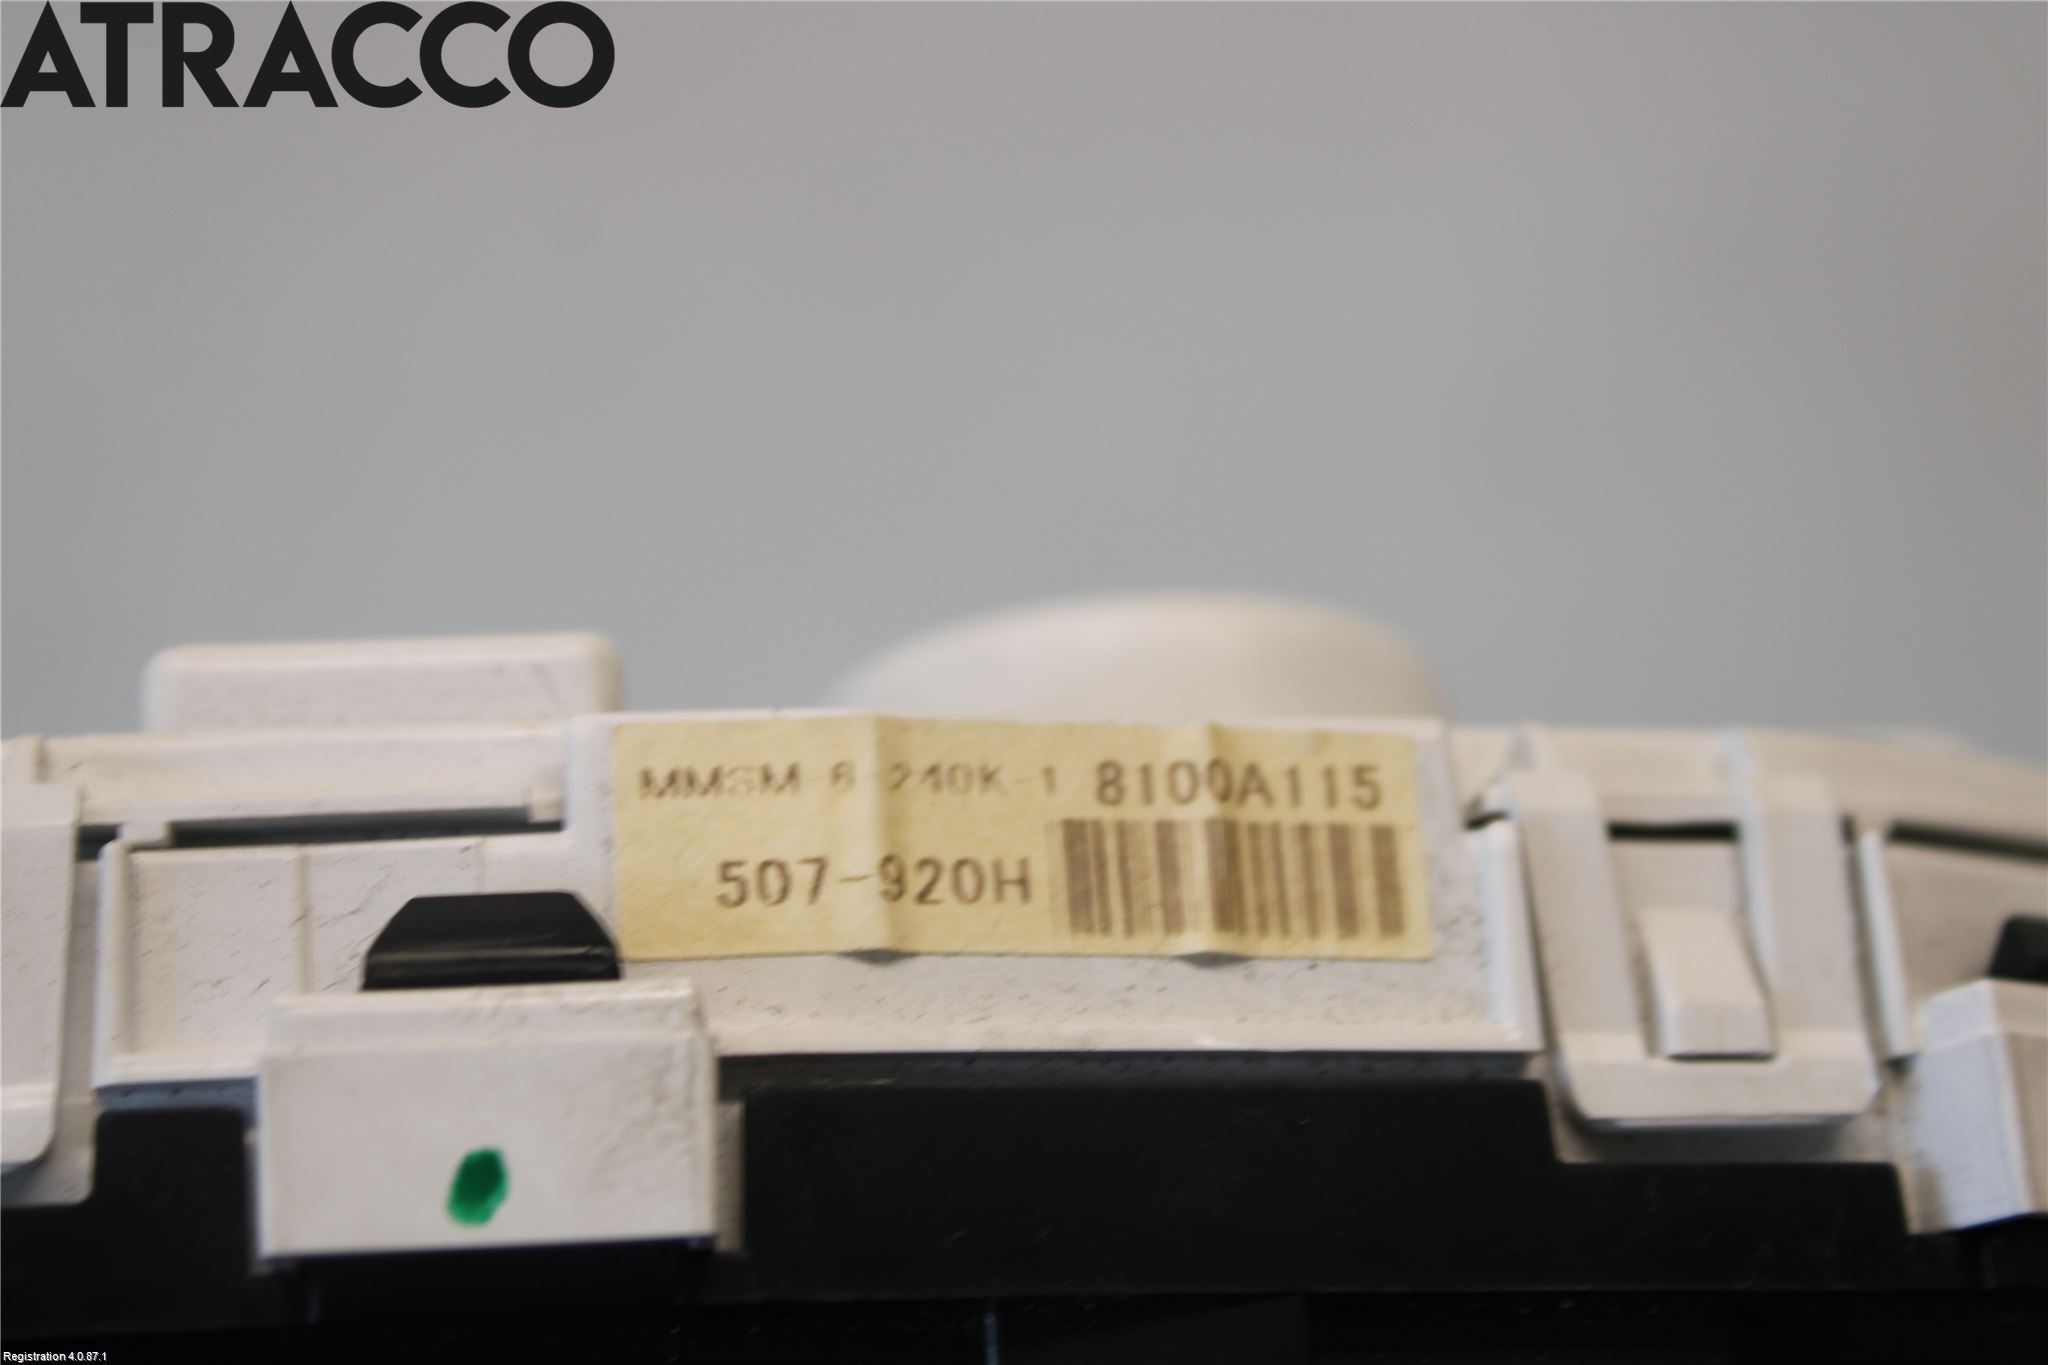 ATRACCO
MMSM-6-240K-1 8100A115
507-920H
Registration 4.0.87.1